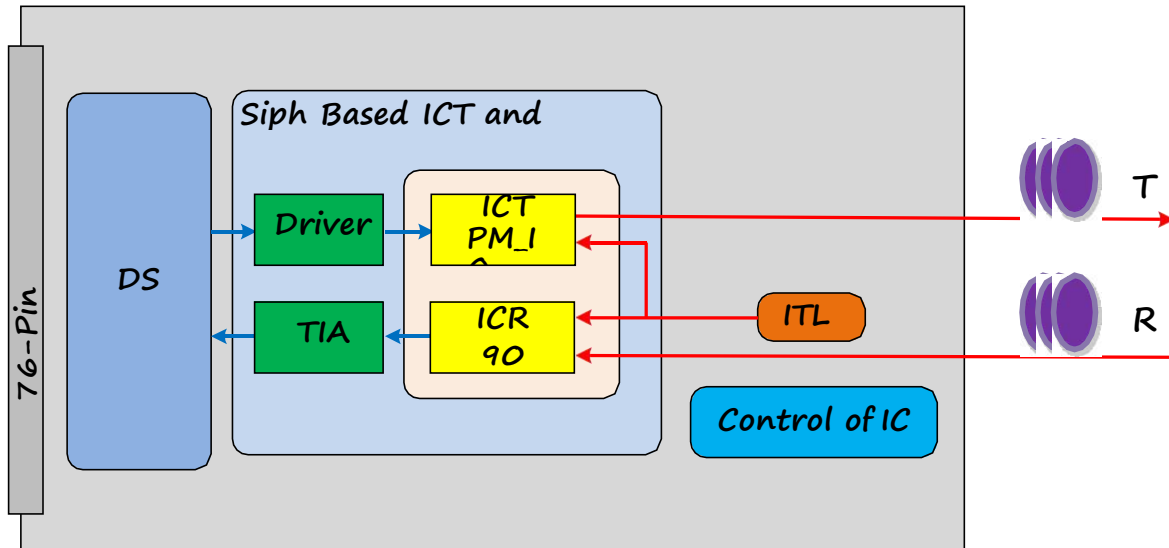 76-Pin
DS
Siph Based ICT and
Driver
ICT
PM_I
TIA
ICR
90
ITL
Control of IC
T
R